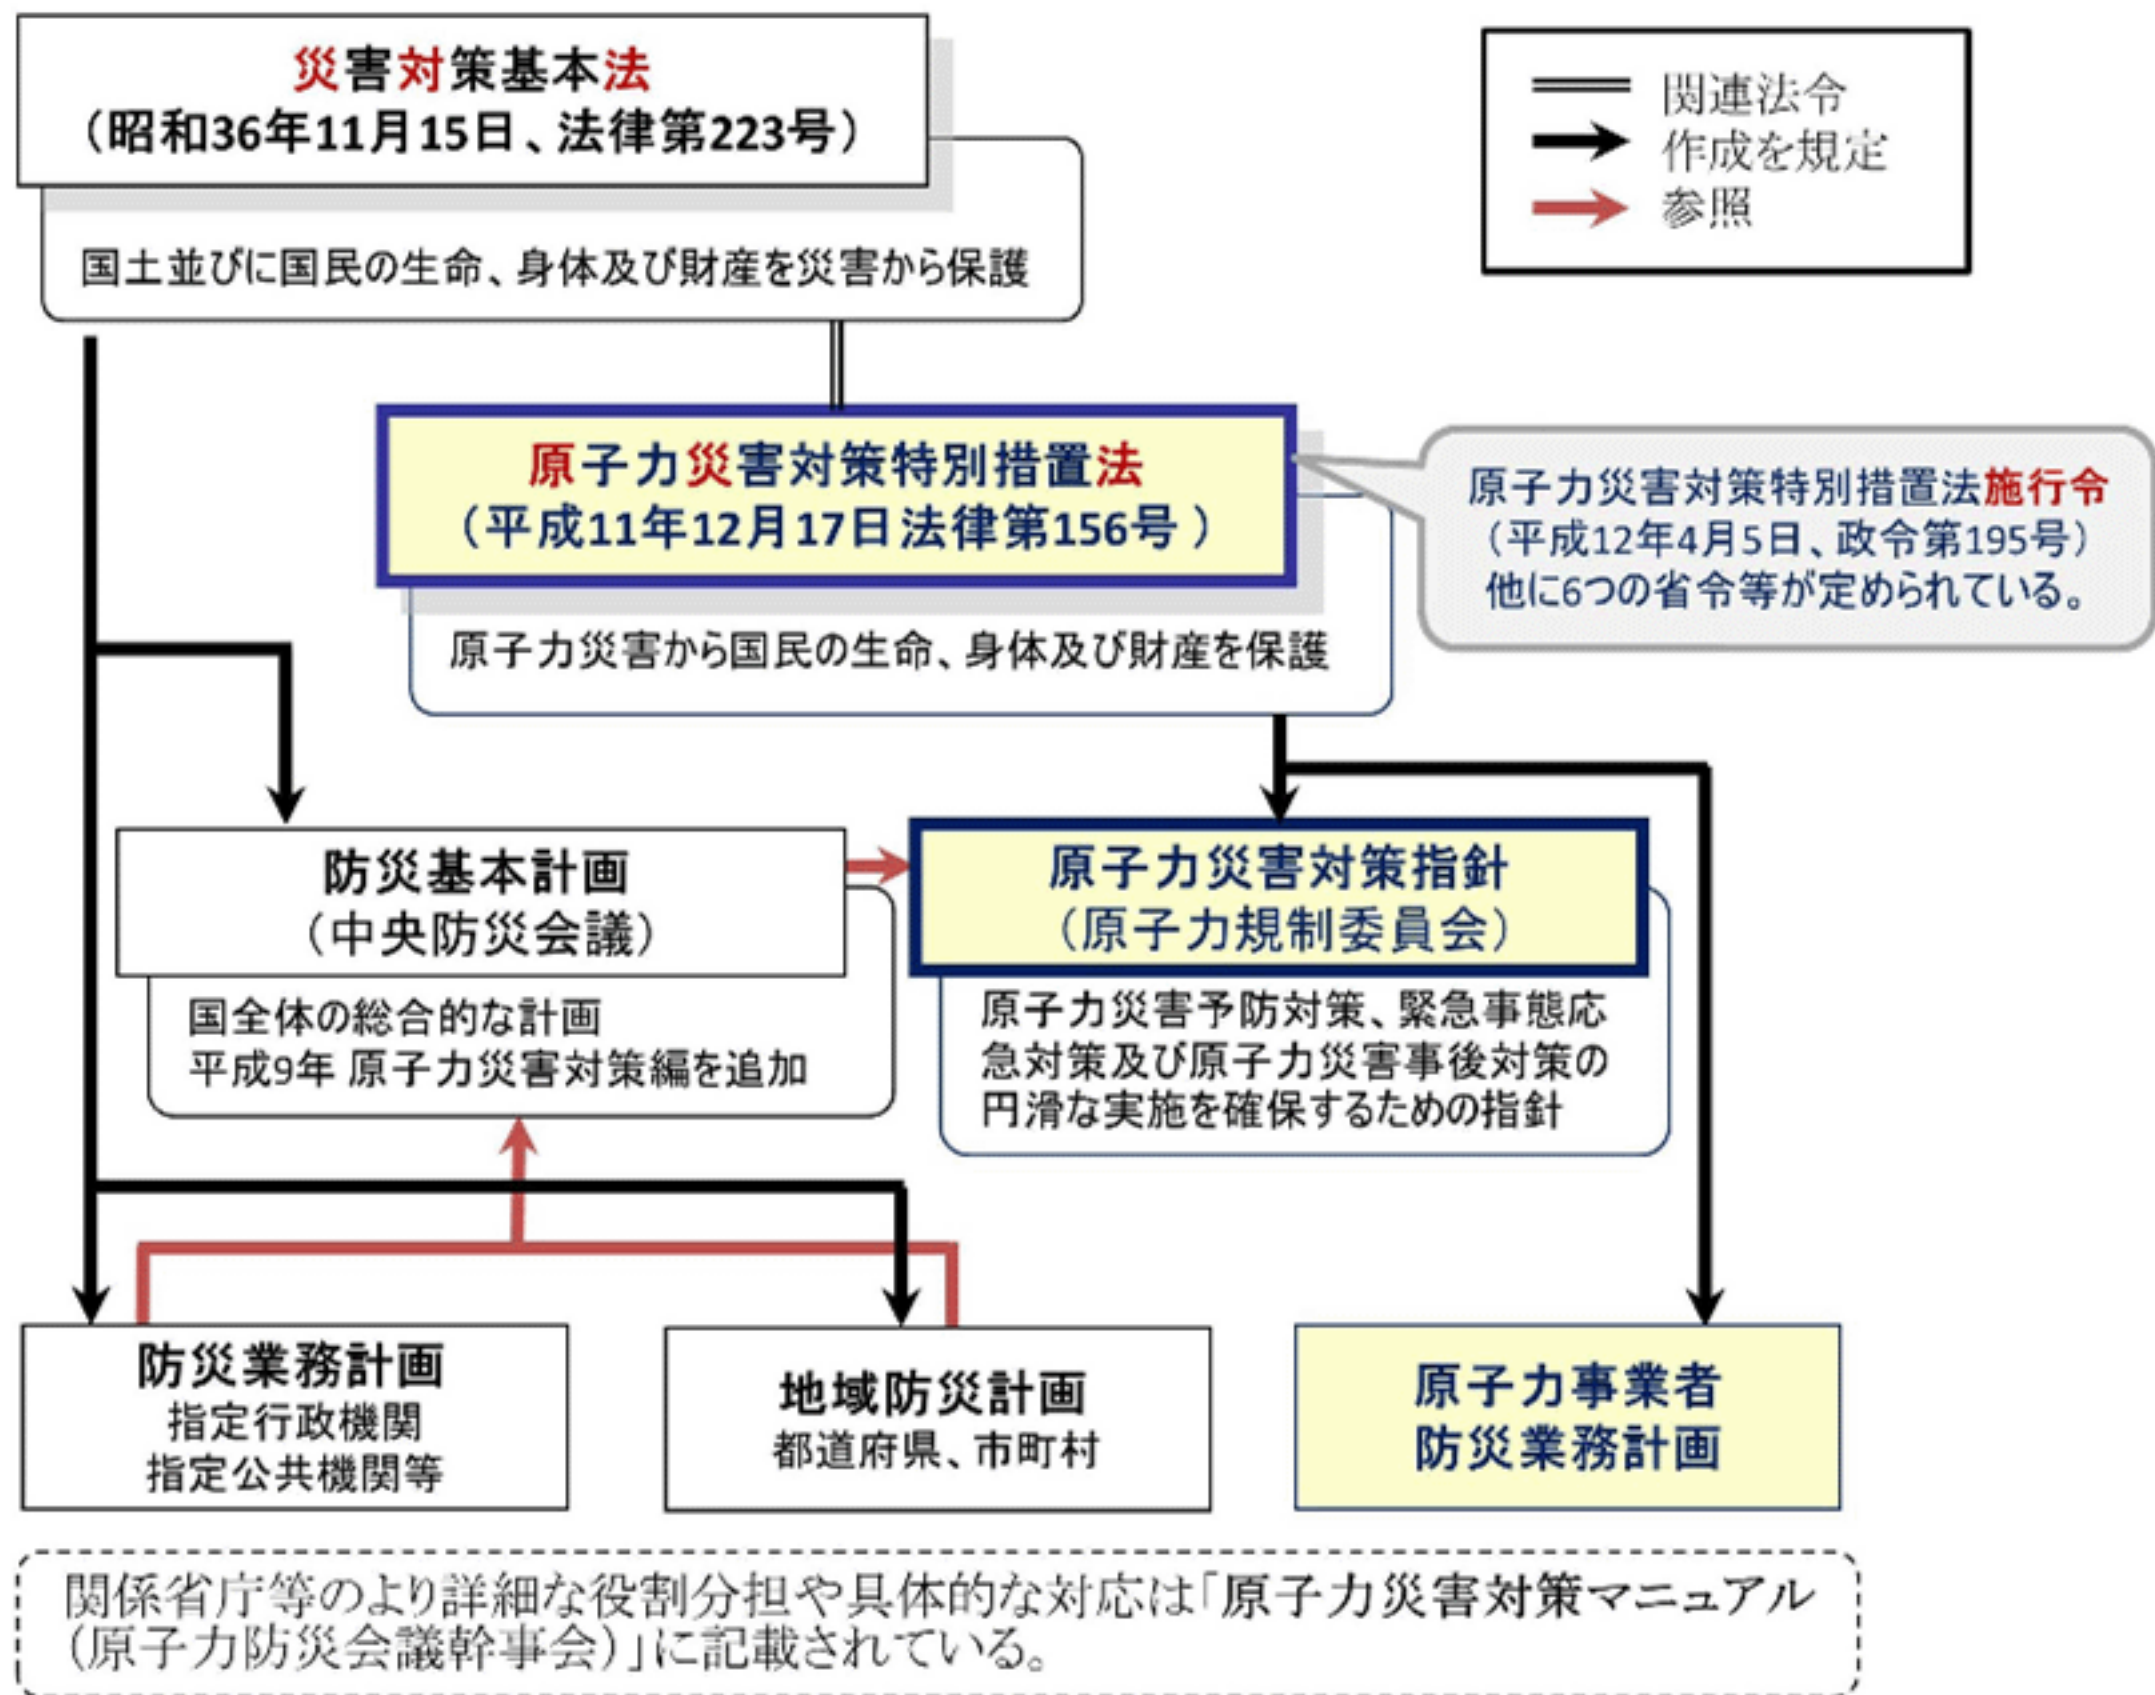 災害対策基本法
（昭和36年11月15日、法律第223号）
国土並びに国民の生命、身体及び財産を災害から保護
関連法令
作成を規定
参照
原子力災害対策特別措置法
（平成11年12月17日法律第156号 ）
原子力災害から国民の生命、身体及び財産を保護
原子力災害対策特別措置法施行令
（平成12年4月5日、政令第195号）
他に6つの省令等が定められている。
防災基本計画
（中央防災会議）
国全体の総合的な計画
平成9年 原子力災害対策編を追加
原子力災害対策指針
（原子力規制委員会）
原子力災害予防対策、緊急事態応
急対策及び原子力災害事後対策の
円滑な実施を確保するための指針
防災業務計画
指定行政機関
指定公共機関等
地域防災計画
都道府県、市町村
原子力事業者
防災業務計画
関係省庁等のより詳細な役割分担や具体的な対応は「原子力災害対策マニュアル
（原子力防災会議幹事会）」に記載されている。